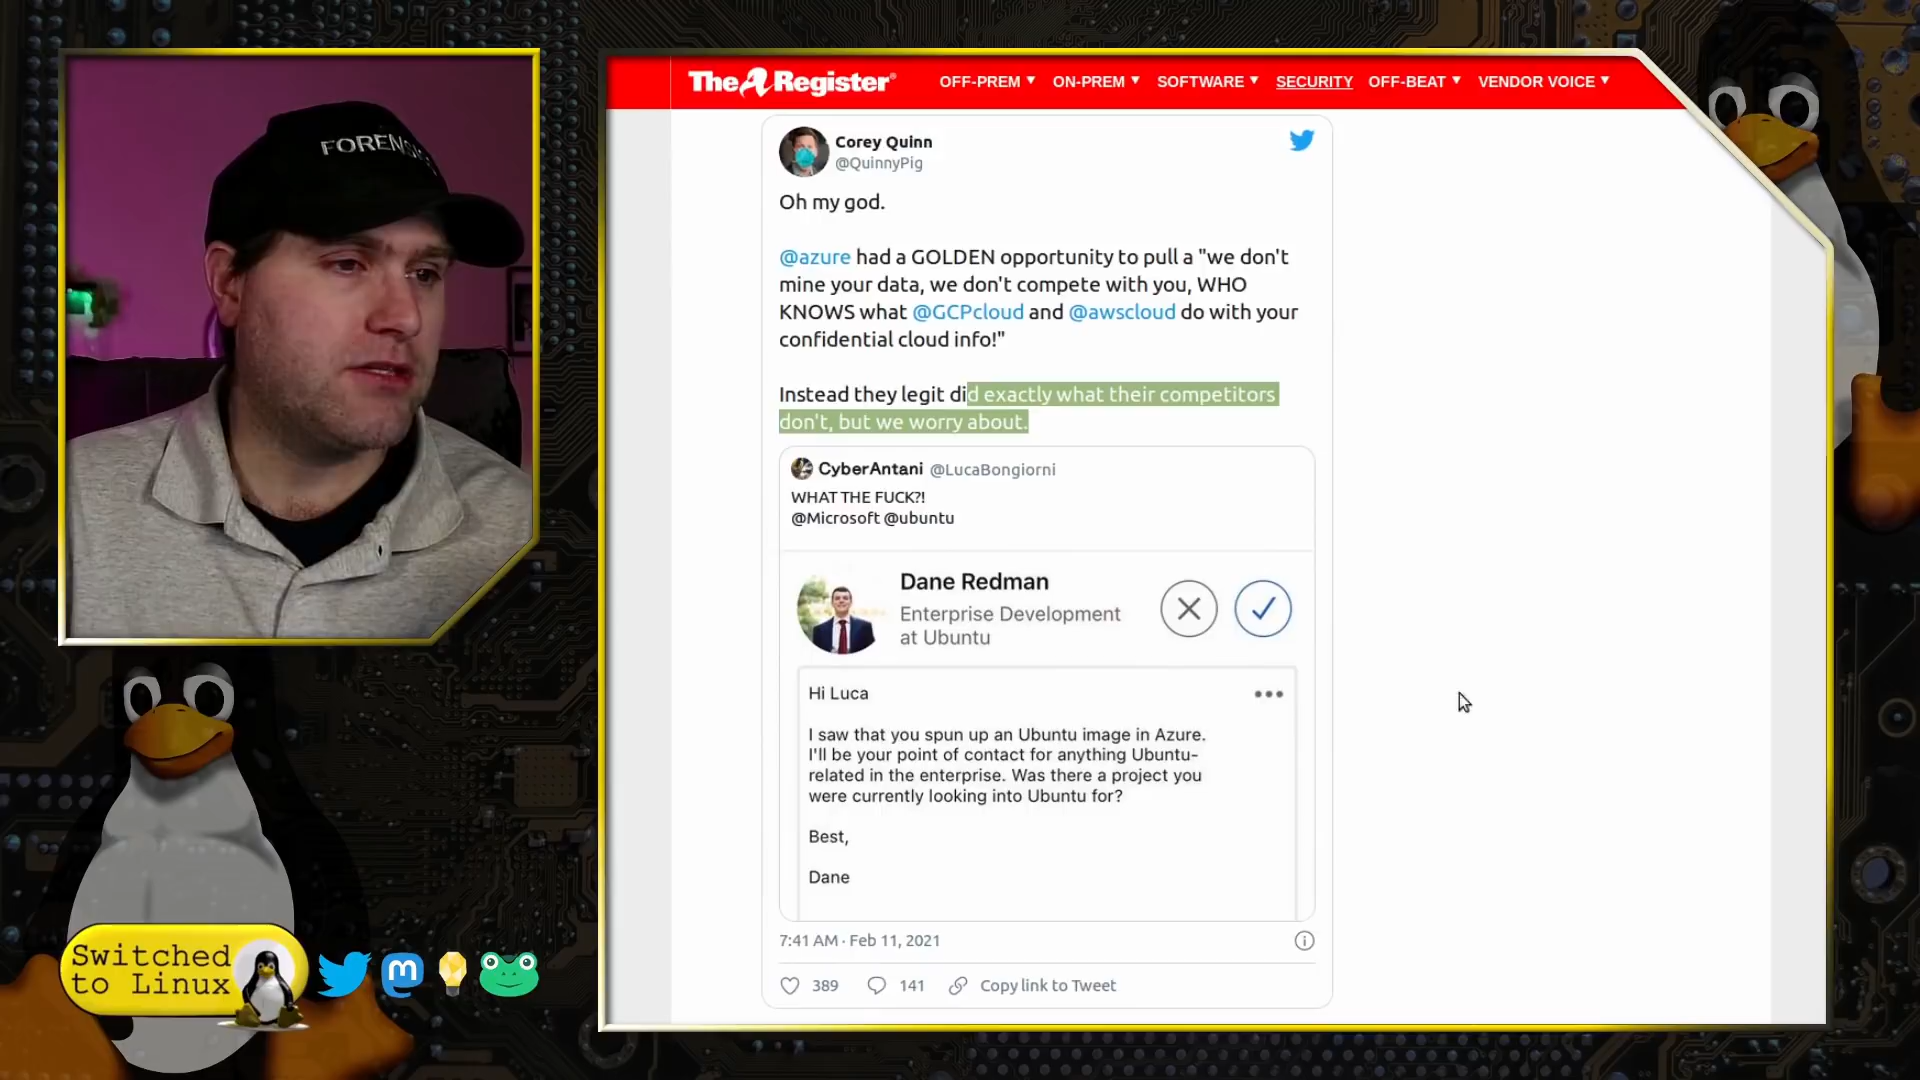 FORENSIC
The Register®
OFF-PREM ON-PREM SOFTWARE SECURITY OFF-BEAT VENDOR VOICE
Corey Quinn
@QuinnyPig
Oh my god.
@azure had a GOLDEN opportunity to pull a "we don't
mine your data, we don't compete with you, WHO
KNOWS what @GCPcloud and @awscloud do with your
confidential cloud info!"
Instead they legit did exactly what their competitors
don't, but we worry about.
CyberAntani @LucaBongiorni
WHAT THE FUCK?!
@Microsoft @ubuntu
Dane Redman
Enterprise Development
at Ubuntu
Hi Luca
I saw that you spun up an Ubuntu image in Azure.
I'll be your point of contact for anything Ubuntu-
related in the enterprise. Was there a project you
were currently looking into Ubuntu for?
Best,
Dane
7:41 AM · Feb 11, 2021
389 141 Copy link to Tweet
Switched
to Linux